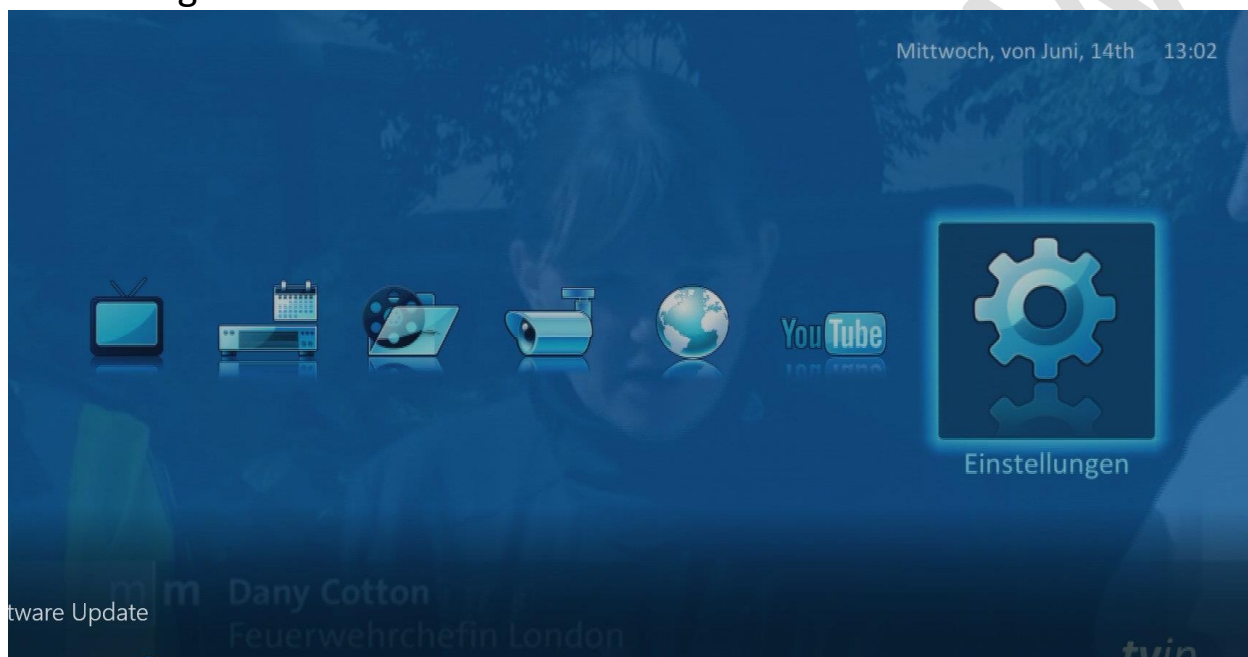 Mittwoch, von Juni, 14th 13:02
YouTube
Einstellungen
m|m Dany Cotton
tware Update
Feuerwehrchefin London